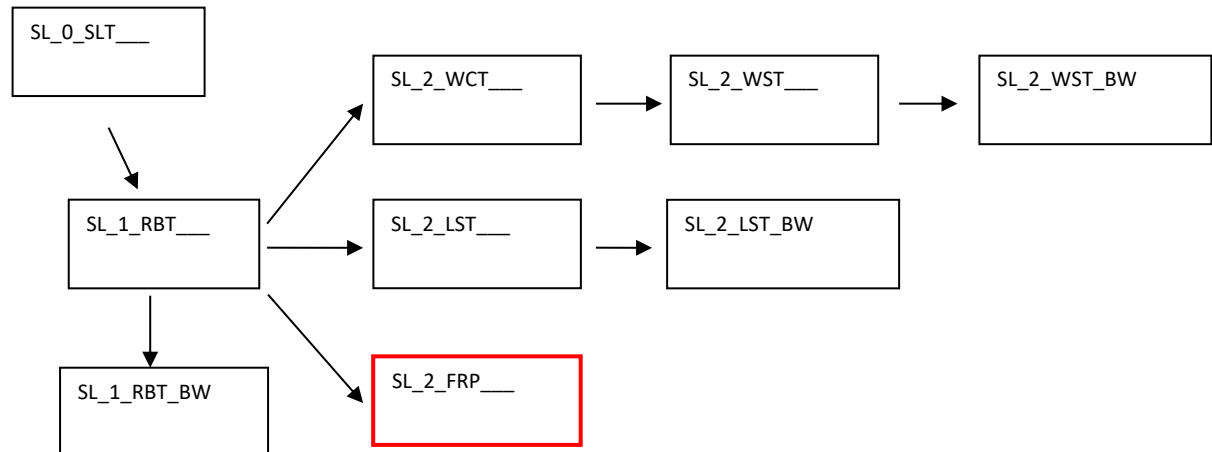 SL_0_SLT___
SL_2_WCT___
SL_2_WST___
SL_2_WST_BW
SL_1_RBT___
SL_2_LST___
SL_2_LST_BW
SL_1_RBT_BW
SL_2_FRP___